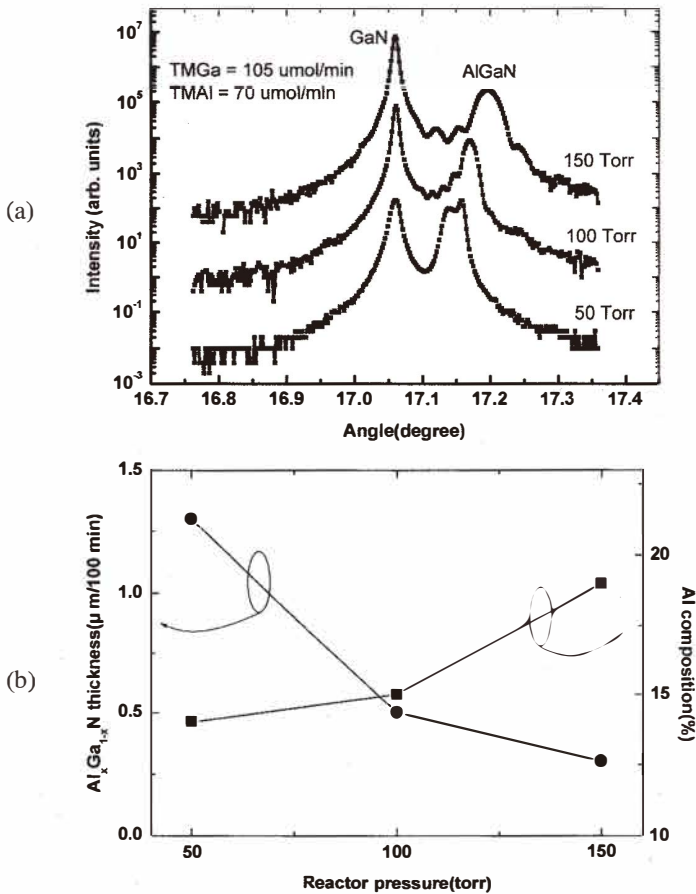 (a)
Intensity (arb. units)
10^7
10^5
10^3
10^1
10^-1
10^-3
TMGa = 105 umol/min
TMAl = 70 umol/min
GaN
AlGaN
150 Torr
100 Torr
50 Torr
16.7 16.8 16.9 17.0 17.1 17.2 17.3 17.4
Angle(degree)
(b)
Al_xGa_1-xN thickness(μ m/100 min)
1.5
1.0
0.5
0.0
Al composition(%)
20
15
10
50 100 150
Reactor pressure(torr)